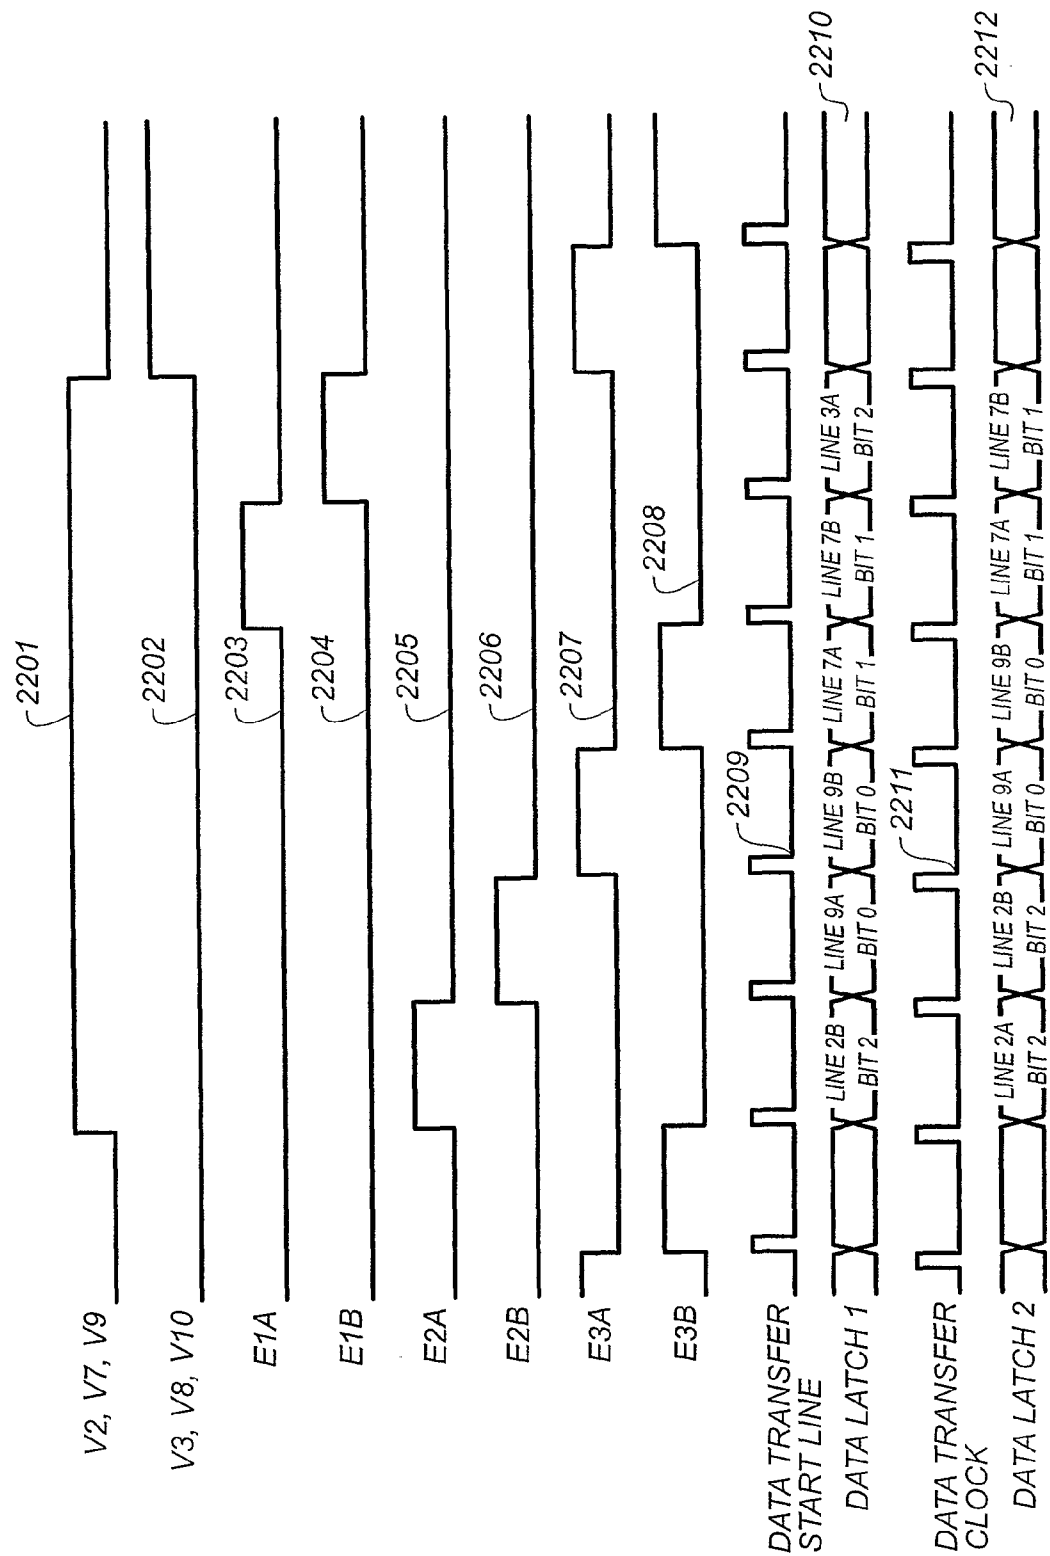 V2, V7, V9
2201
V3, V8, V10
2202
E1A
2203
E1B
2204
E2A
2205
E2B
2206
E3A
2207
E3B
2208
DATA TRANSFER
START LINE
2209
DATA LATCH 1
LINE 2B LINE 9A LINE 9B LINE 7A LINE 7B LINE 3A
BIT 2 BIT 0 BIT 0 BIT 1 BIT 1 BIT 2
2210
DATA TRANSFER
CLOCK
2211
DATA LATCH 2
LINE 2A LINE 2B LINE 9A LINE 9B LINE 7A LINE 7B
BIT 2 BIT 2 BIT 0 BIT 0 BIT 1 BIT 1
2212